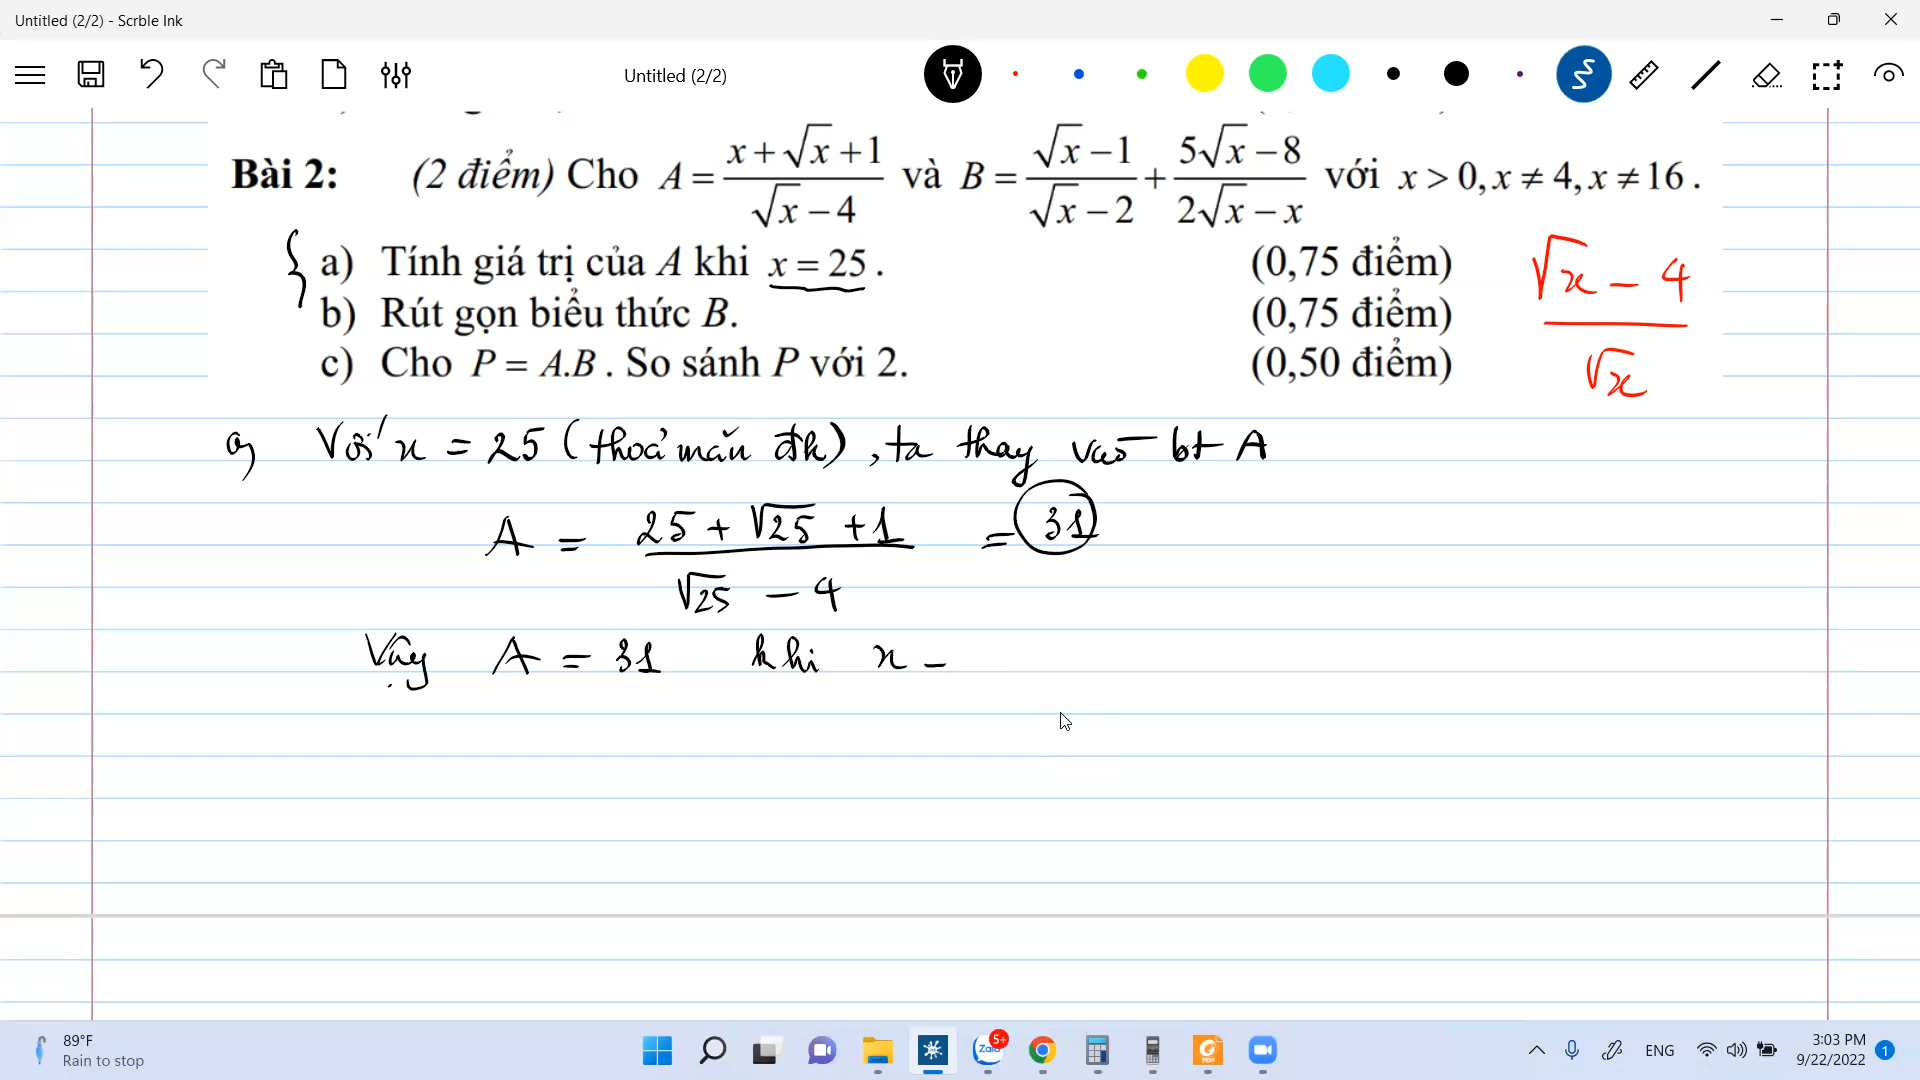 Untitled (2/2) - Scrble Ink
Untitled (2/2)
Bài 2: (2 điểm) Cho A = (x + √x + 1)/(√x − 4) và B = (√x − 1)/(√x − 2) + (5√x − 8)/(2√x − x) với x > 0, x ≠ 4, x ≠ 16.
a) Tính giá trị của A khi x = 25. (0,75 điểm)
b) Rút gọn biểu thức B. (0,75 điểm)
c) Cho P = A.B. So sánh P với 2. (0,50 điểm)
(√x − 4)/√x
a) Với x = 25 (thoả mãn đk), ta thay vào bt A
A = (25 + √25 + 1)/(√25 − 4) = 31
Vậy A = 31 khi x −
89°F
Rain to stop
Zalo
5+
PDF
ENG
3:03 PM
9/22/2022
1